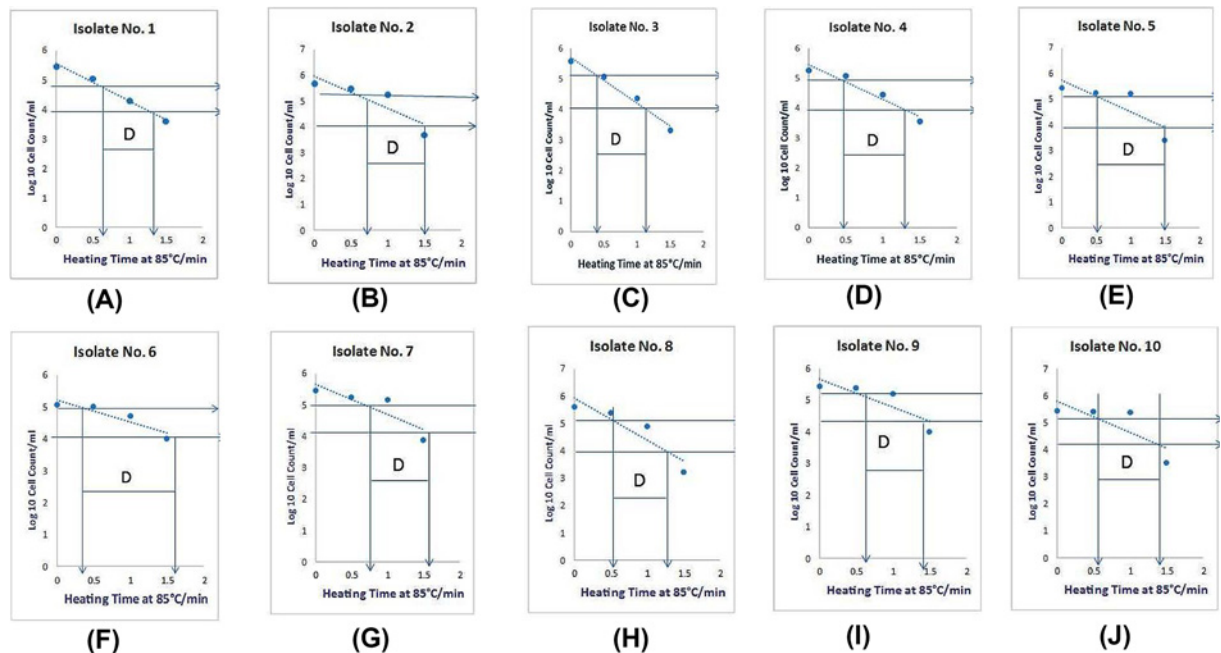 Isolate No. 1
Log 10 Cell Count/ml
6
5
4
3
2
1
0
D
0 0.5 1 1.5 2
Heating Time at 85°C/min
(A)
Isolate No. 2
Log 10 Cell Count/ml
7
6
5
4
3
2
1
0
D
0 0.5 1 1.5 2
Heating Time at 85°C/min
(B)
Isolate No. 3
Log 10 Cell Count/ml
6
5
4
3
2
1
0
D
0 0.5 1 1.5 2
Heating Time at 85°C/min
(C)
Isolate No. 4
Log 10 Cell Count/ml
6
5
4
3
2
1
0
D
0 0.5 1 1.5 2
Heating Time at 85°C/min
(D)
Isolate No. 5
Log 10 Cell Count/ml
7
6
5
4
3
2
1
0
D
0 0.5 1 1.5 2
Heating Time at 85°C/min
(E)
Isolate No. 6
Log 10 Cell Count/ml
6
5
4
3
2
1
0
D
0 0.5 1 1.5 2
Heating Time at 85°C/min
(F)
Isolate No. 7
Log 10 Cell Count/ml
6
5
4
3
2
1
0
D
0 0.5 1 1.5 2
Heating Time at 85°C/min
(G)
Isolate No. 8
Log 10 Cell Count/ml
7
6
5
4
3
2
1
0
D
0 0.5 1 1.5 2
Heating Time at 85°C/min
(H)
Isolate No. 9
Log 10 Cell Count/ml
6
5
4
3
2
1
0
D
0 0.5 1 1.5 2
Heating Time at 85°C/min
(I)
Isolate No. 10
Log 10 Cell Count/ml
7
6
5
4
3
2
1
0
D
0 0.5 1 1.5 2
Heating Time at 85°C/min
(J)